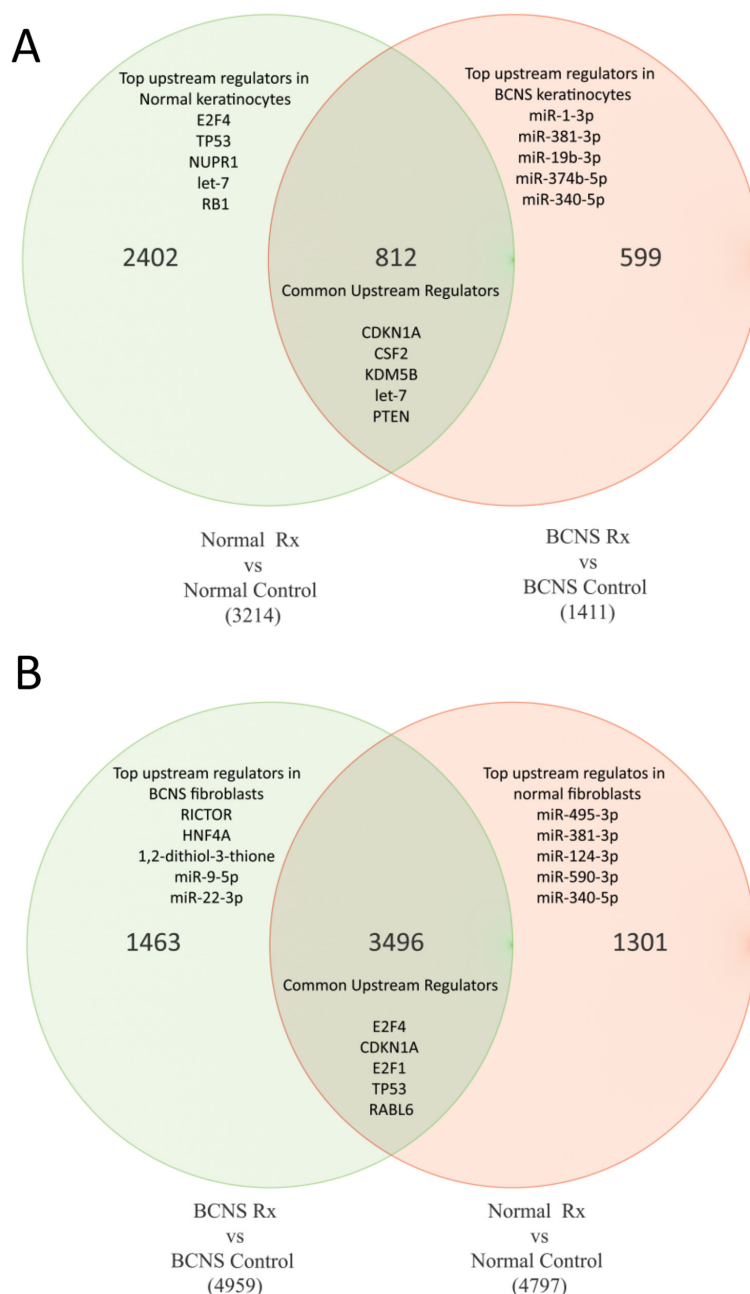 A
Top upstream regulators in
Normal keratinocytes
E2F4
TP53
NUPR1
let-7
RB1
Top upstream regulators in
BCNS keratinocytes
miR-1-3p
miR-381-3p
miR-19b-3p
miR-374b-5p
miR-340-5p
2402
812
599
Common Upstream Regulators
CDKN1A
CSF2
KDM5B
let-7
PTEN
Normal Rx
vs
Normal Control
(3214)
BCNS Rx
vs
BCNS Control
(1411)
B
Top upstream regulators in
BCNS fibroblasts
RICTOR
HNF4A
1,2-dithiol-3-thione
miR-9-5p
miR-22-3p
Top upstream regulatos in
normal fibroblasts
miR-495-3p
miR-381-3p
miR-124-3p
miR-590-3p
miR-340-5p
1463
3496
1301
Common Upstream Regulators
E2F4
CDKN1A
E2F1
TP53
RABL6
BCNS Rx
vs
BCNS Control
(4959)
Normal Rx
vs
Normal Control
(4797)